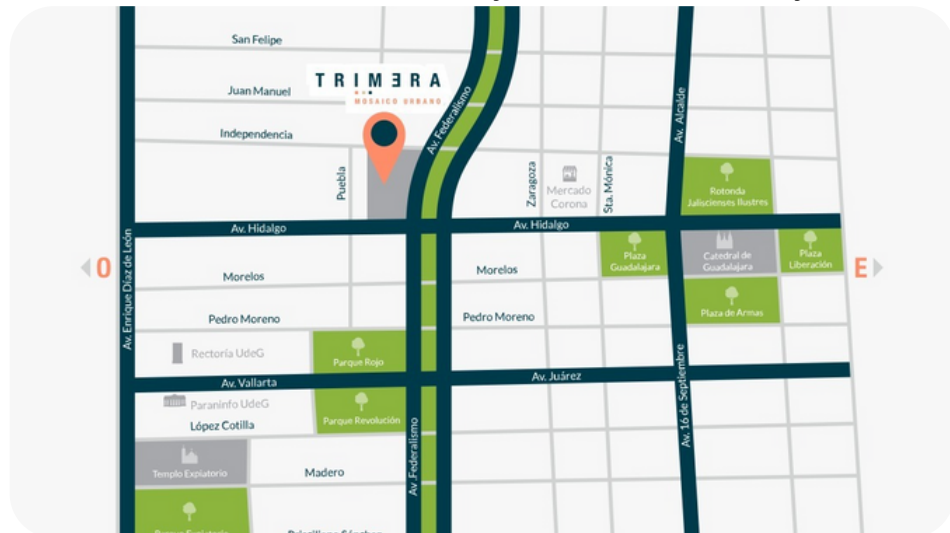 San Felipe
Juan Manuel
TRIMƎRA
MOSAICO URBANO.
Independencia
Av. Federalismo
Av. Alcalde
Puebla
Zaragoza
Mercado
Corona
Sta. Mónica
Rotonda
Jaliscienses Ilustres
Av. Hidalgo
Av. Hidalgo
Av. Enrique Díaz de León
O
Morelos
Morelos
Plaza
Guadalajara
Catedral de
Guadalajara
Plaza
Liberación
E
Pedro Moreno
Pedro Moreno
Plaza de Armas
Rectoría UdeG
Parque Rojo
Av. Vallarta
Av. Juárez
Av. 16 de Septiembre
Paraninfo UdeG
López Cotilla
Parque Revolución
Av .Federalismo
Templo Expiatorio
Madero